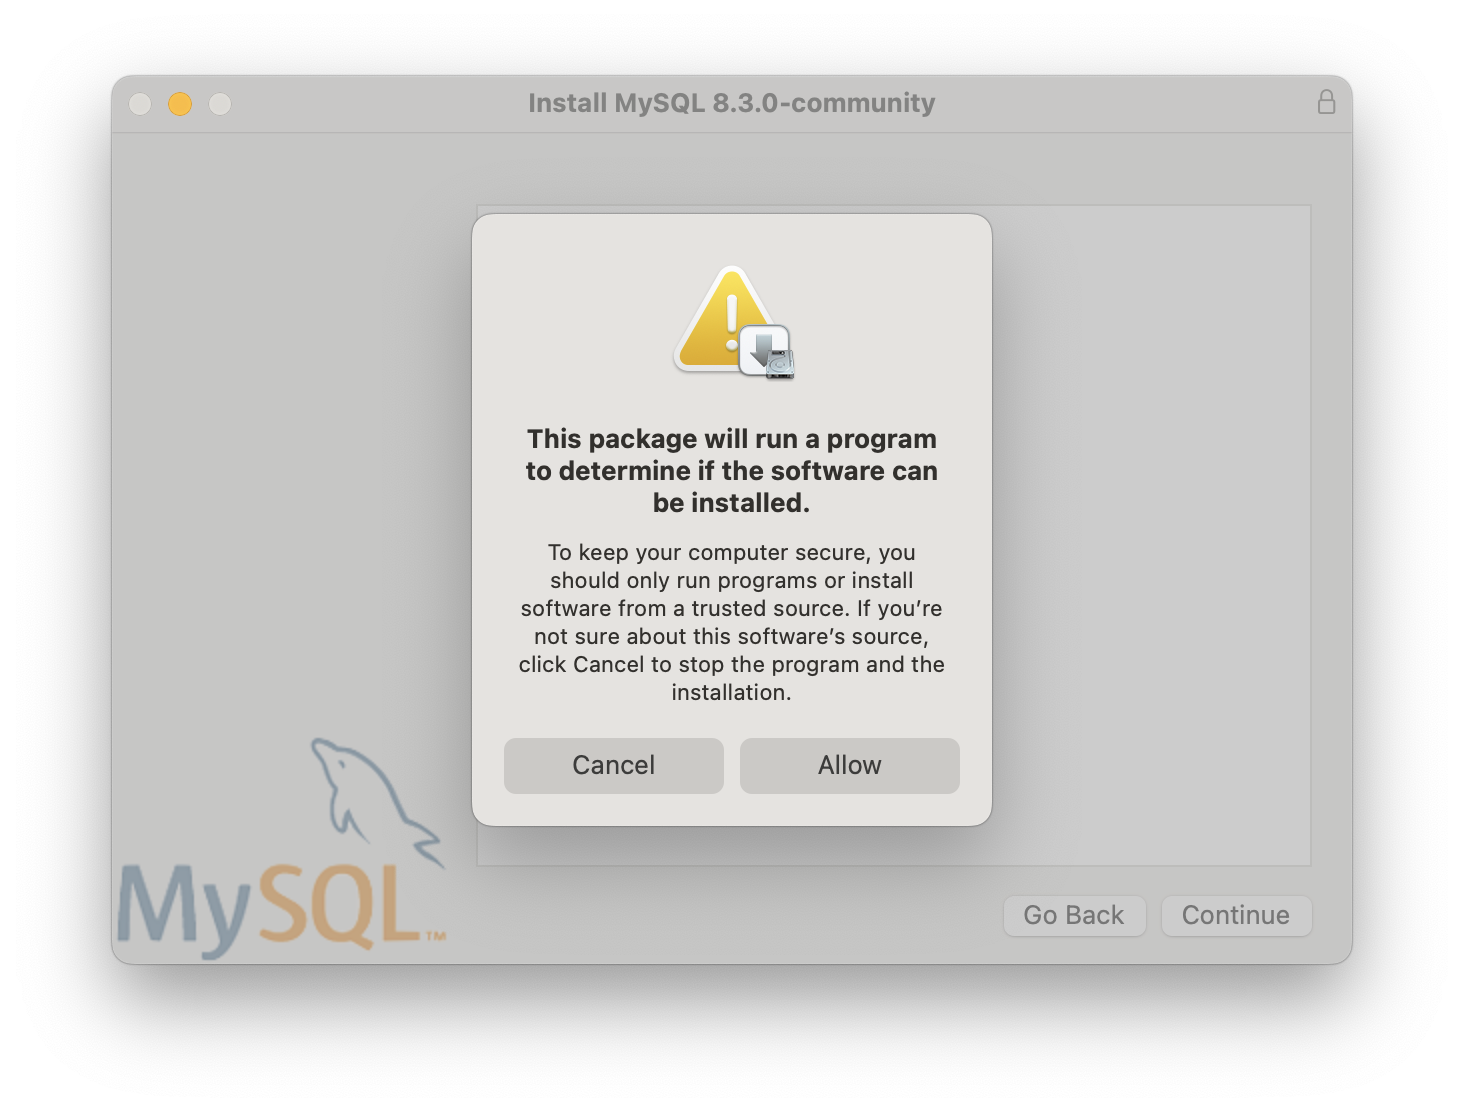 Install MySQL 8.3.0-community
This package will run a program
to determine if the software can
be installed.
To keep your computer secure, you
should only run programs or install
software from a trusted source. If you’re
not sure about this software’s source,
click Cancel to stop the program and the
installation.
Cancel
Allow
MySQL™
Go Back
Continue